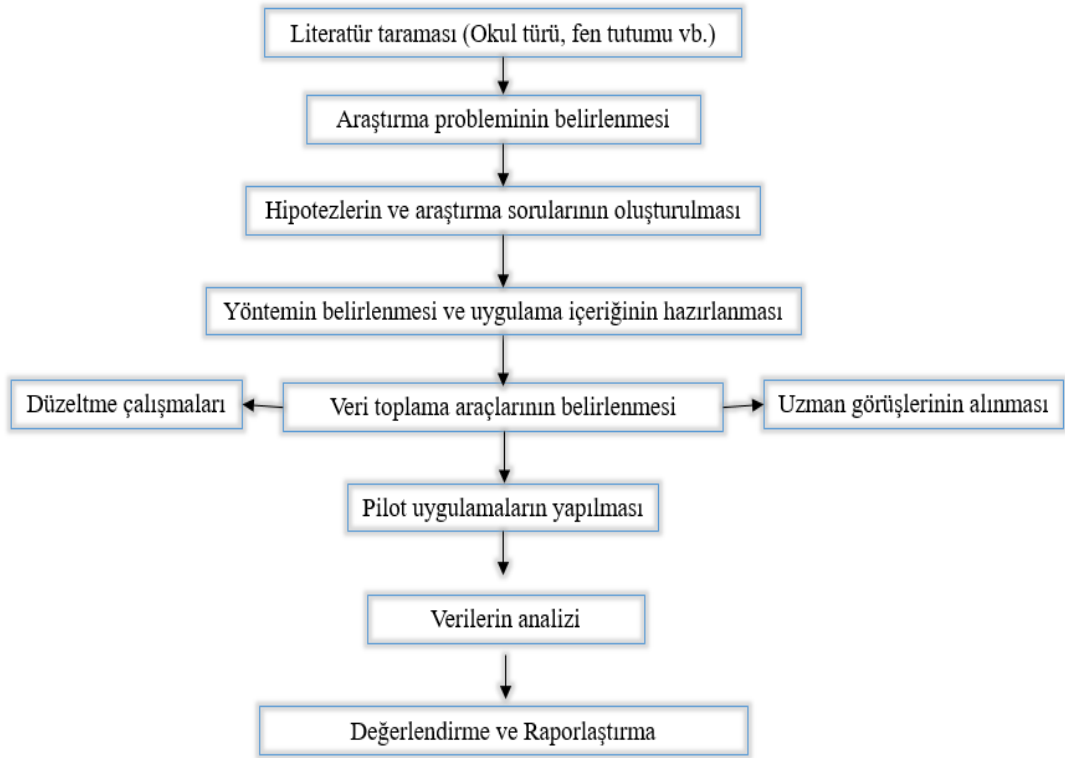 Literatür taraması (Okul türü, fen tutumu vb.)
Araştırma probleminin belirlenmesi
Hipotezlerin ve araştırma sorularının oluşturulması
Yöntemin belirlenmesi ve uygulama içeriğinin hazırlanması
Düzeltme çalışmaları
Veri toplama araçlarının belirlenmesi
Uzman görüşlerinin alınması
Pilot uygulamaların yapılması
Verilerin analizi
Değerlendirme ve Raporlaştırma